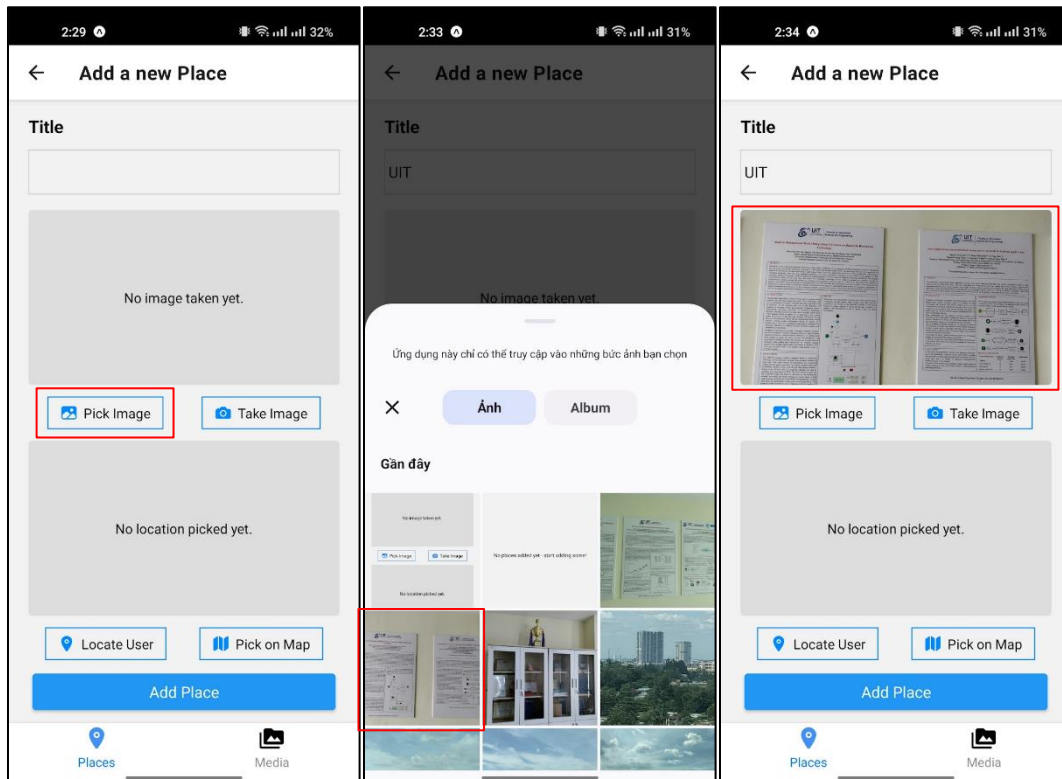 2:29 32%
Add a new Place
Title
No image taken yet.
Pick Image Take Image
No location picked yet.
Locate User Pick on Map
Add Place
Places Media
2:33 31%
Add a new Place
Title
UIT
No image taken yet.
Ứng dụng này chỉ có thể truy cập vào những bức ảnh bạn chọn
Ảnh Album
Gần đây
No image taken yet.
Pick Image Take Image
No location picked yet.
No places added yet - start adding some!
2:34 31%
Add a new Place
Title
UIT
UIT
UIT
Pick Image Take Image
No location picked yet.
Locate User Pick on Map
Add Place
Places Media